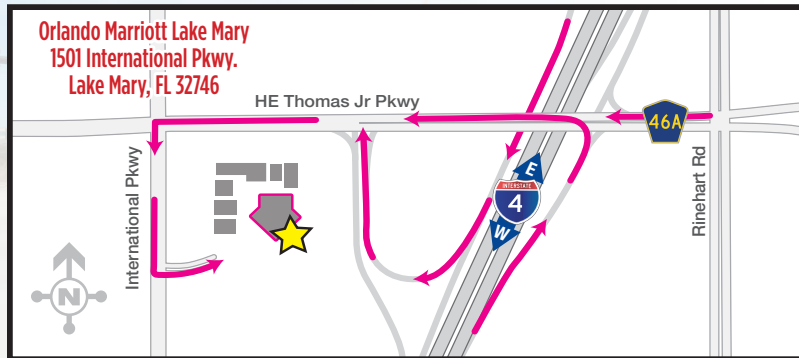 Orlando Marriott Lake Mary
1501 International Pkwy.
Lake Mary, FL 32746
HE Thomas Jr Pkwy
46A
International Pkwy
Rinehart Rd
E
INTERSTATE
4
W
N